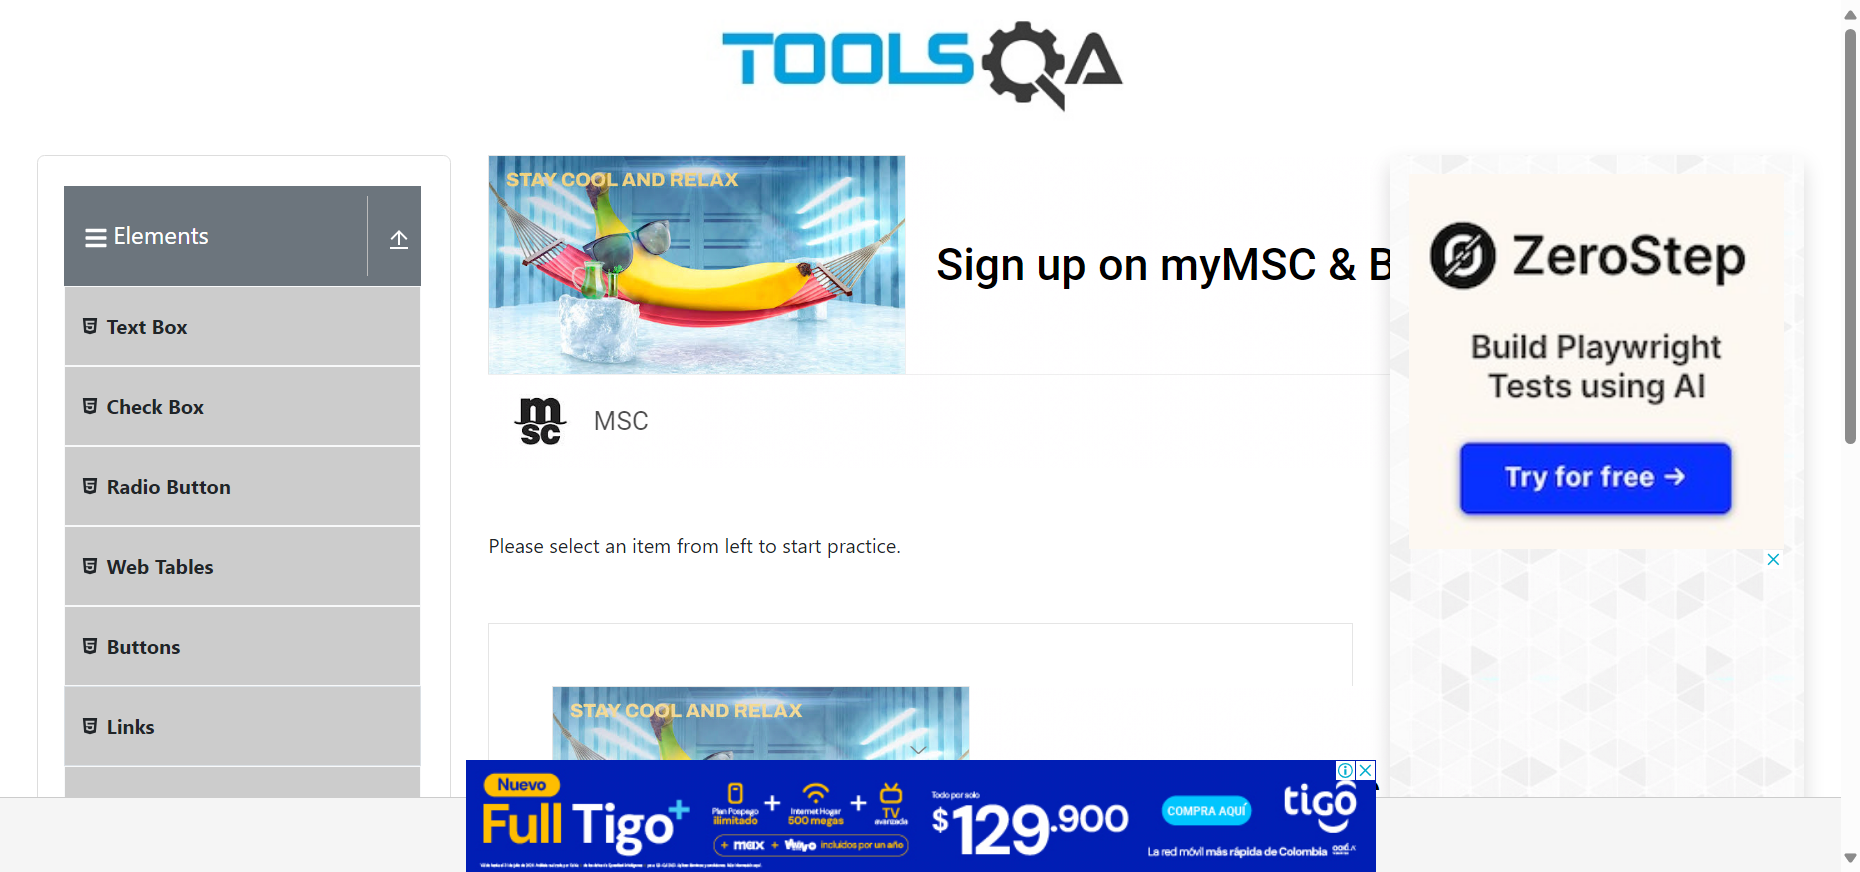 TOOLSQA
Elements
Text Box
Check Box
Radio Button
Web Tables
Buttons
Links
STAY COOL AND RELAX
Sign up on myMSC & B
msc
MSC
Please select an item from left to start practice.
STAY COOL AND RELAX
ZeroStep
Build Playwright
Tests using AI
Try for free →
Nuevo
Full Tigo+
Plan Pospago
ilimitado
+
Internet Hogar
500 megas
+
TV
avanzada
+ max + Win+ incluidos por un año
Todo por solo
$129.900
COMPRA AQUÍ
tigo
La red móvil más rápida de Colombia